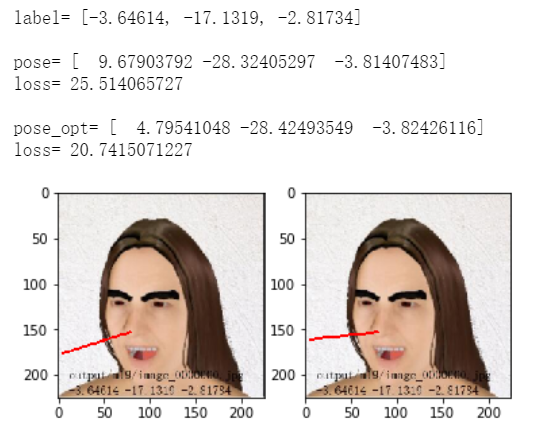 label= [-3.64614, -17.1319, -2.81734]
pose= [  9.67903792 -28.32405297  -3.81407483]
loss= 25.514065727
pose_opt= [  4.79541048 -28.42493549  -3.82426116]
loss= 20.7415071227
0
50
100
150
200
-3.64614 -17.1319 -2.81734
0 50 100 150 200
0
50
100
150
200
-3.64614 -17.1319 -2.81734
0 50 100 150 200